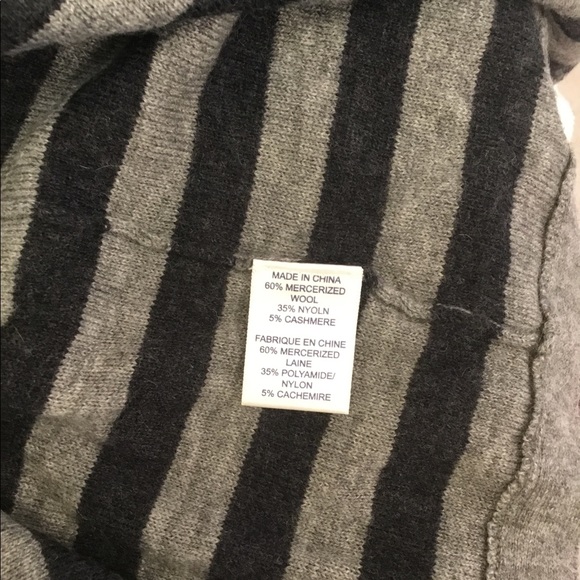 MADE IN CHINA
60% MERCERIZED
WOOL
35% NYOLN
5% CASHMERE
FABRIQUE EN CHINE
60% MERCERIZED
LAINE
35% POLYAMIDE/
NYLON
5% CACHEMIRE